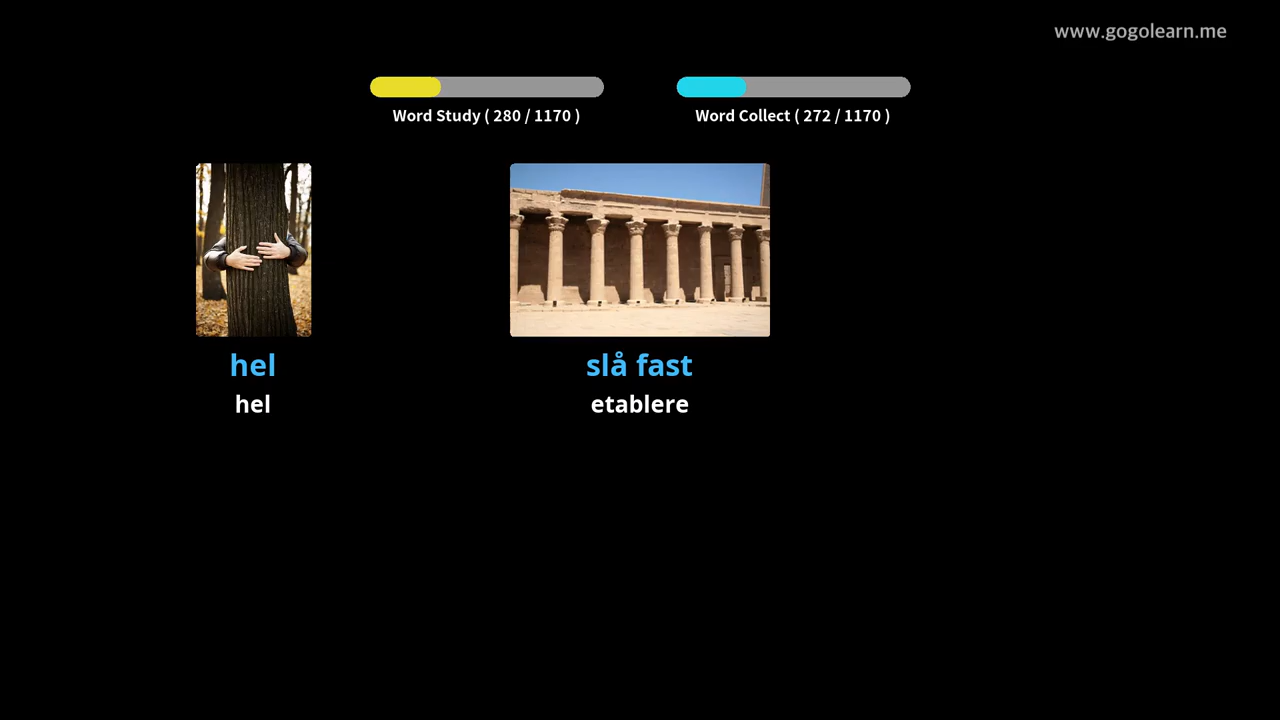 www.gogolearn.me
Word Study ( 280 / 1170 )
Word Collect ( 272 / 1170 )
hel
hel
slå fast
etablere